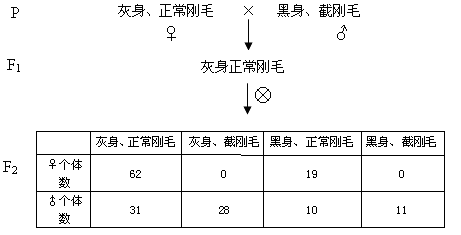 P 灰身、正常刚毛 × 黑身、截刚毛
♀ ♂
F1 灰身正常刚毛
⊗
F2
灰身、正常刚毛 灰身、截刚毛 黑身、正常刚毛 黑身、截刚毛
♀个体数 62 0 19 0
♂个体数 31 28 10 11